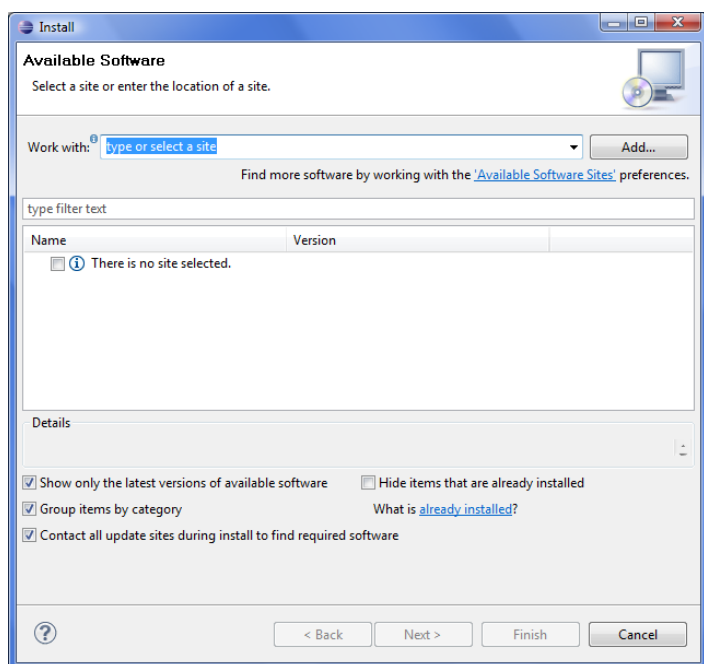 Install
Available Software
Select a site or enter the location of a site.
Work with: type or select a site Add...
Find more software by working with the 'Available Software Sites' preferences.
type filter text
Name Version
There is no site selected.
Details
Show only the latest versions of available software Hide items that are already installed
Group items by category What is already installed?
Contact all update sites during install to find required software
? < Back Next > Finish Cancel